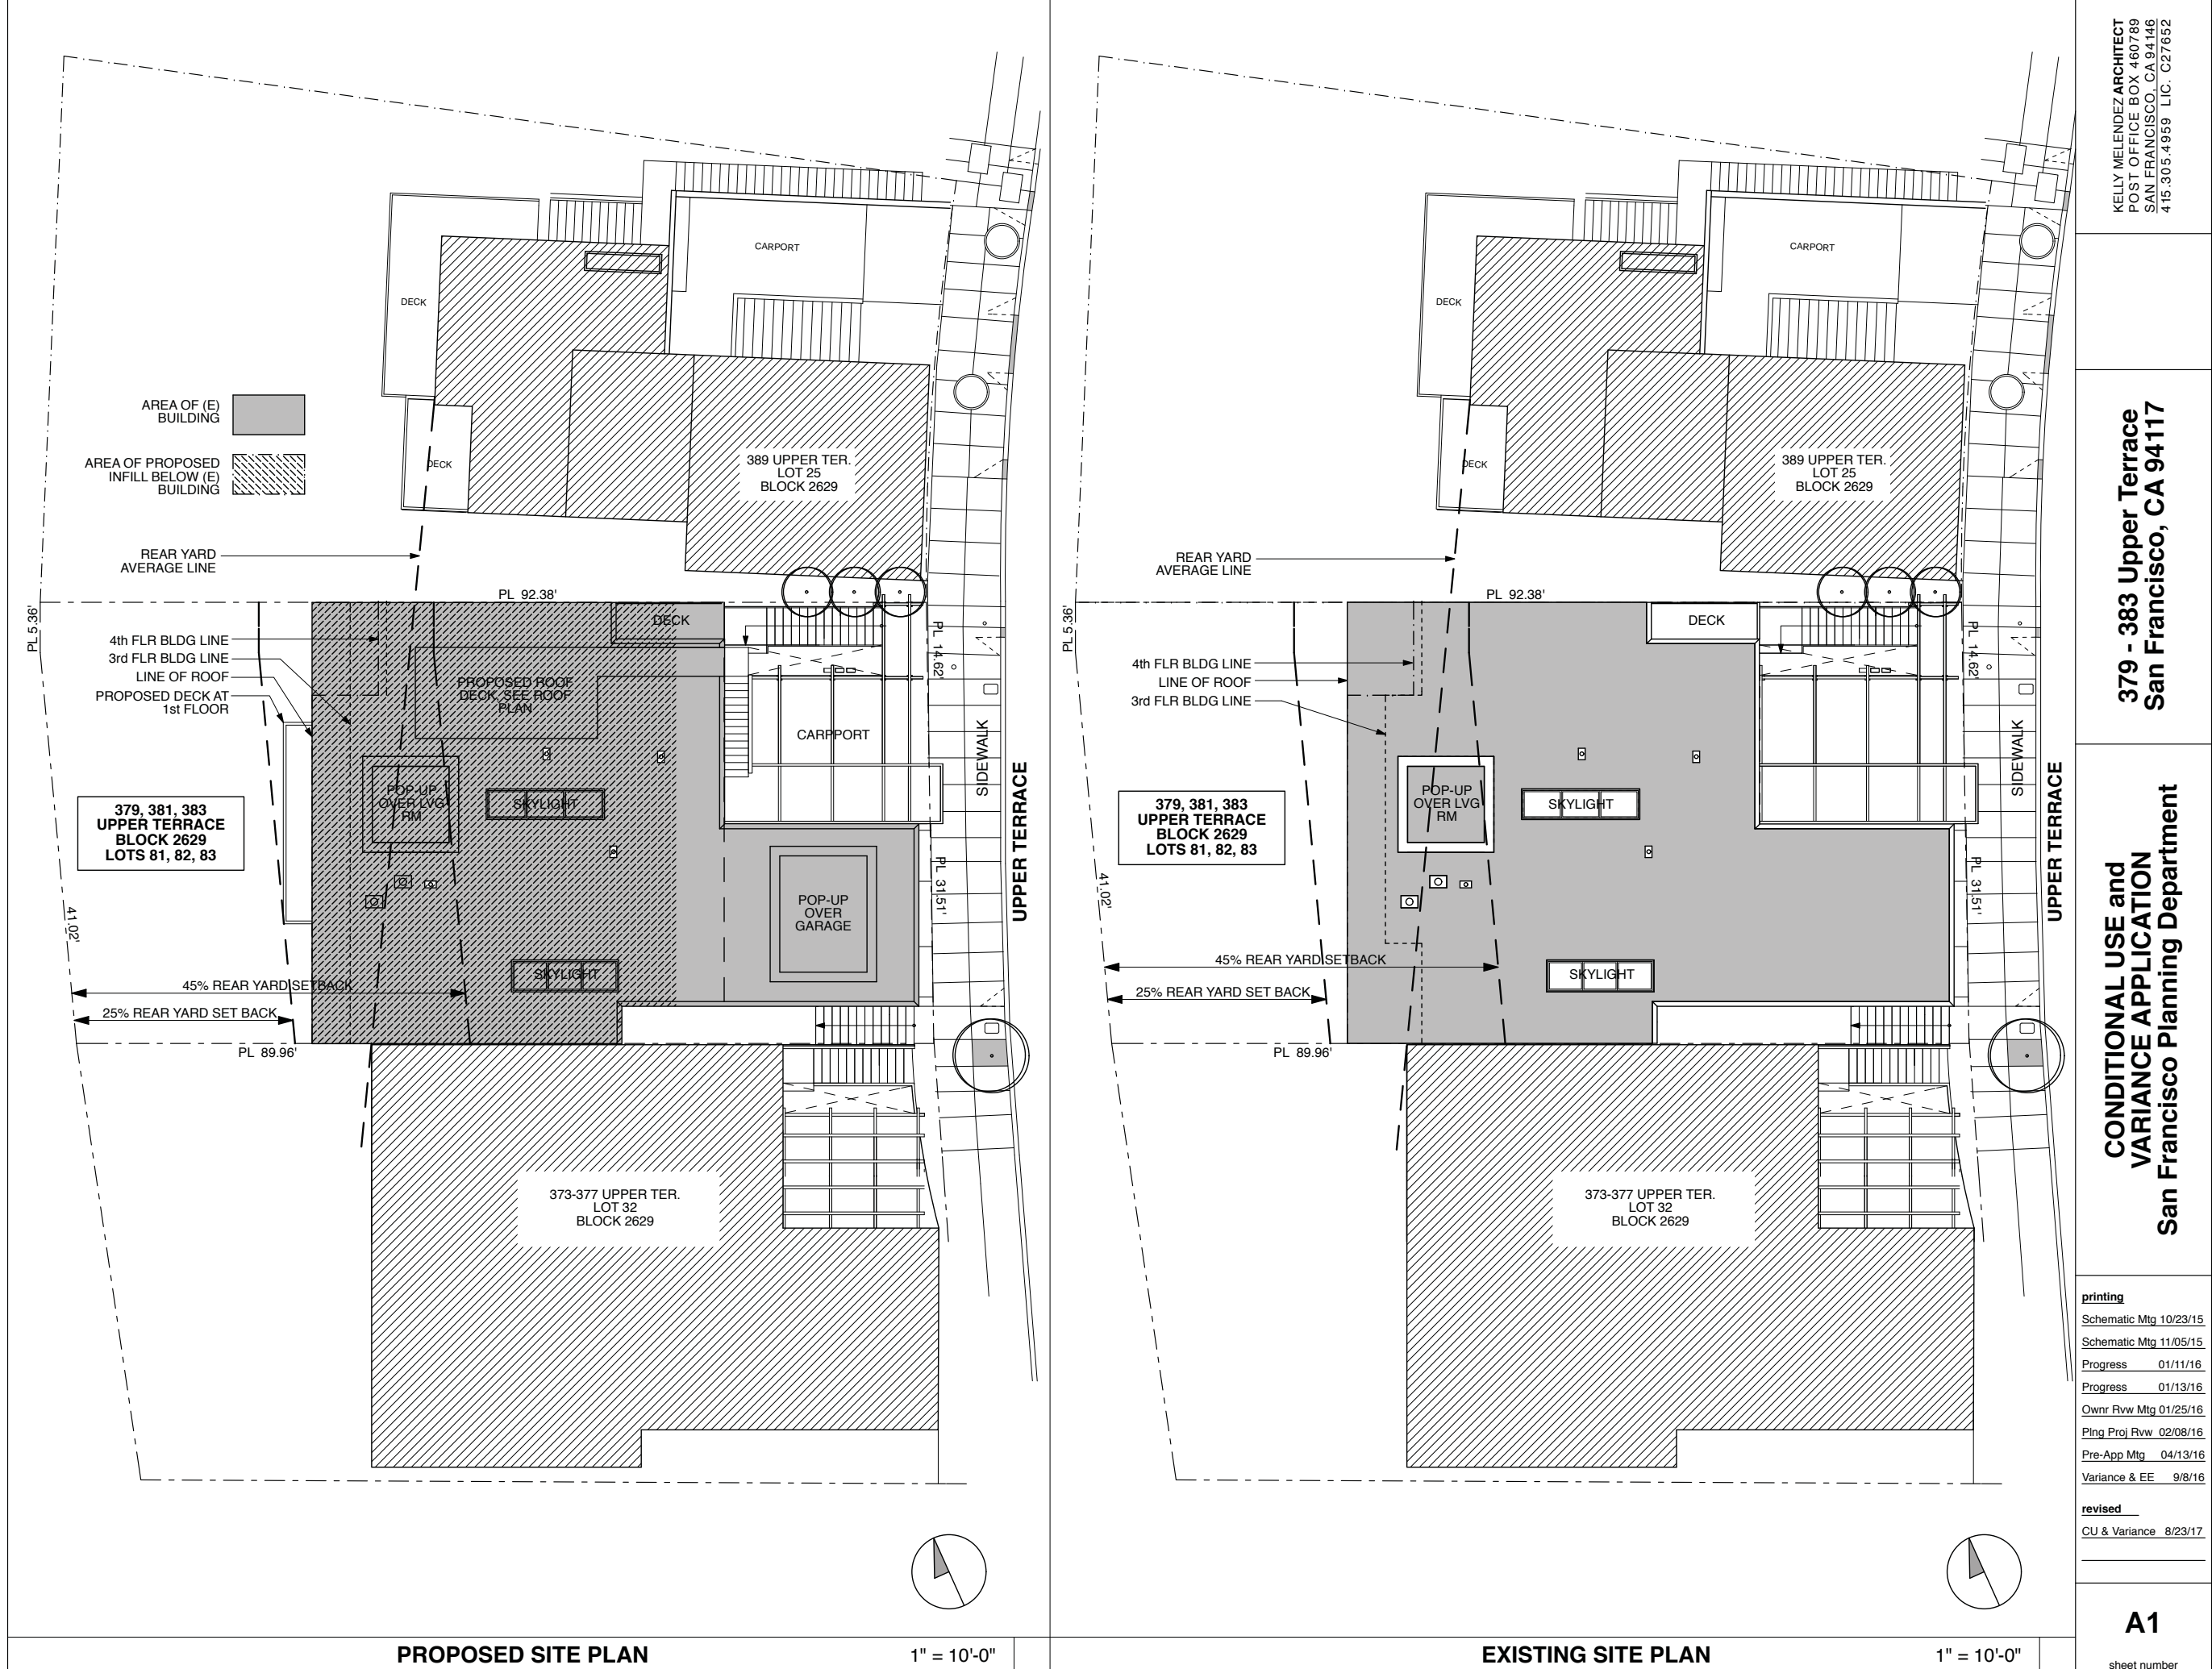 CARPORT
DECK
AREA OF (E)
BUILDING
AREA OF PROPOSED
INFILL BELOW (E)
BUILDING
DECK
389 UPPER TER.
LOT 25
BLOCK 2629
REAR YARD
AVERAGE LINE
PL 92.38'
PL 5.36'
DECK
PL 14.62'
4th FLR BLDG LINE
3rd FLR BLDG LINE
LINE OF ROOF
PROPOSED DECK AT
1st FLOOR
PROPOSED ROOF
DECK, SEE ROOF
PLAN
CARPPORT
SIDEWALK
POP-UP
OVER LVG
RM
SKYLIGHT
379, 381, 383
UPPER TERRACE
BLOCK 2629
LOTS 81, 82, 83
UPPER TERRACE
PL 31.51'
POP-UP
OVER
GARAGE
41.02'
SKYLIGHT
45% REAR YARD SETBACK
25% REAR YARD SET BACK
PL 89.96'
373-377 UPPER TER.
LOT 32
BLOCK 2629
PROPOSED SITE PLAN
1" = 10'-0"
CARPORT
DECK
DECK
389 UPPER TER.
LOT 25
BLOCK 2629
REAR YARD
AVERAGE LINE
PL 92.38'
PL 5.36'
DECK
PL 14.62'
4th FLR BLDG LINE
LINE OF ROOF
3rd FLR BLDG LINE
SIDEWALK
POP-UP
OVER LVG
RM
SKYLIGHT
379, 381, 383
UPPER TERRACE
BLOCK 2629
LOTS 81, 82, 83
UPPER TERRACE
PL 31.51'
41.02'
45% REAR YARD SETBACK
SKYLIGHT
25% REAR YARD SET BACK
PL 89.96'
373-377 UPPER TER.
LOT 32
BLOCK 2629
EXISTING SITE PLAN
1" = 10'-0"
KELLY MELENDEZ ARCHITECT
POST OFFICE BOX 460789
SAN FRANCISCO, CA 94146
415.305.4959 LIC. C27652
379 - 383 Upper Terrace
San Francisco, CA 94117
CONDITIONAL USE and
VARIANCE APPLICATION
San Francisco Planning Department
printing
Schematic Mtg 10/23/15
Schematic Mtg 11/05/15
Progress 01/11/16
Progress 01/13/16
Ownr Rvw Mtg 01/25/16
Plng Proj Rvw 02/08/16
Pre-App Mtg 04/13/16
Variance & EE 9/8/16
revised
CU & Variance 8/23/17
A1
sheet number